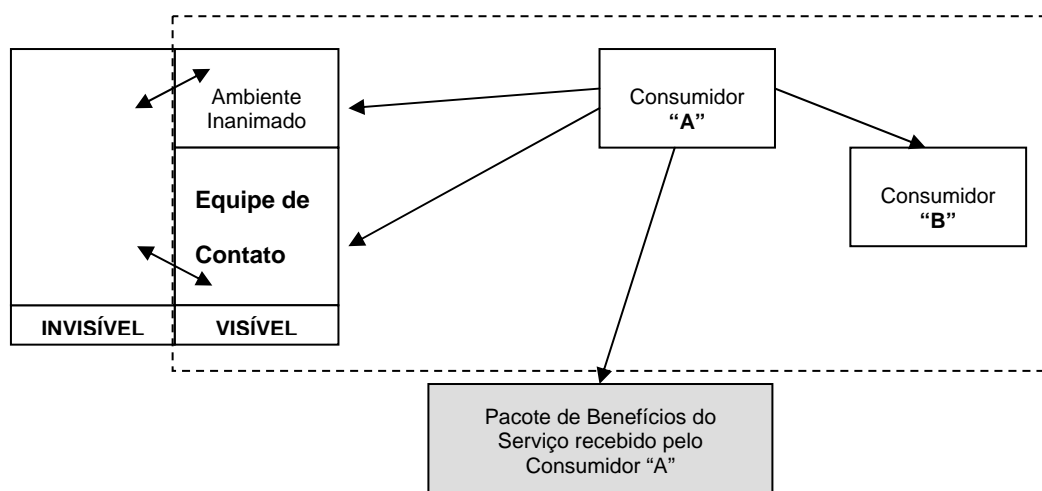 Ambiente
Inanimado
Consumidor
“A”
Equipe de
Contato
Consumidor
“B”
INVISÍVEL
VISÍVEL
Pacote de Benefícios do
Serviço recebido pelo
Consumidor “A”